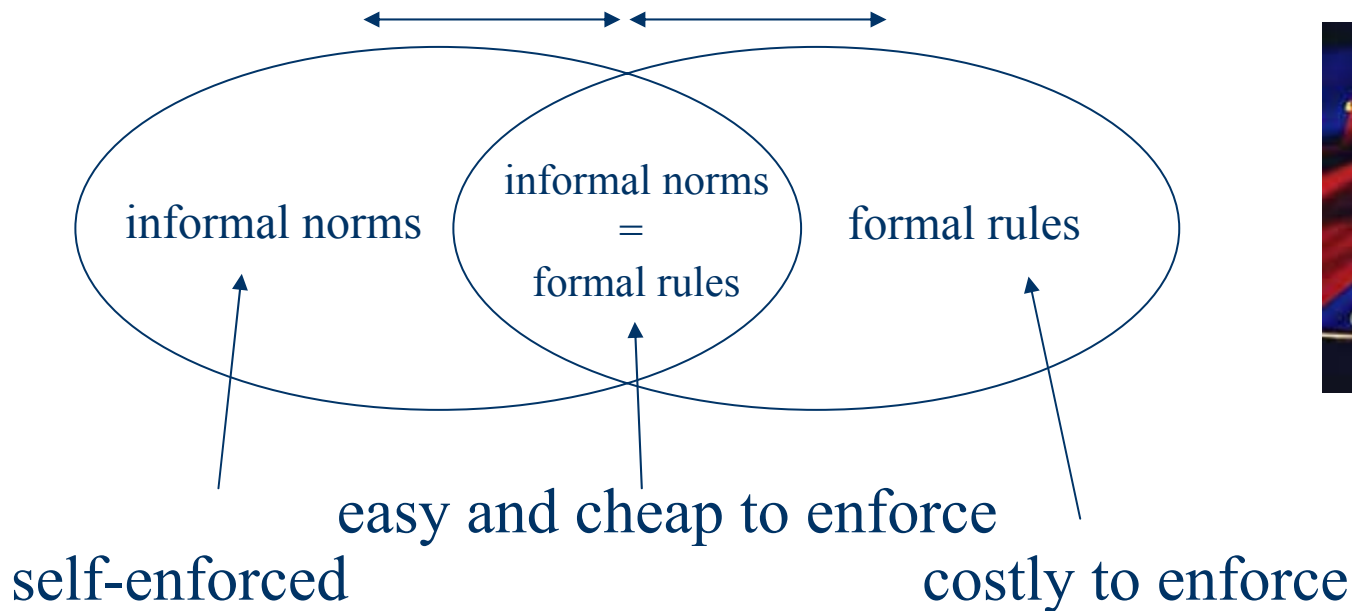 informal norms
informal norms
=
formal rules
formal rules
easy and cheap to enforce
self-enforced
costly to enforce